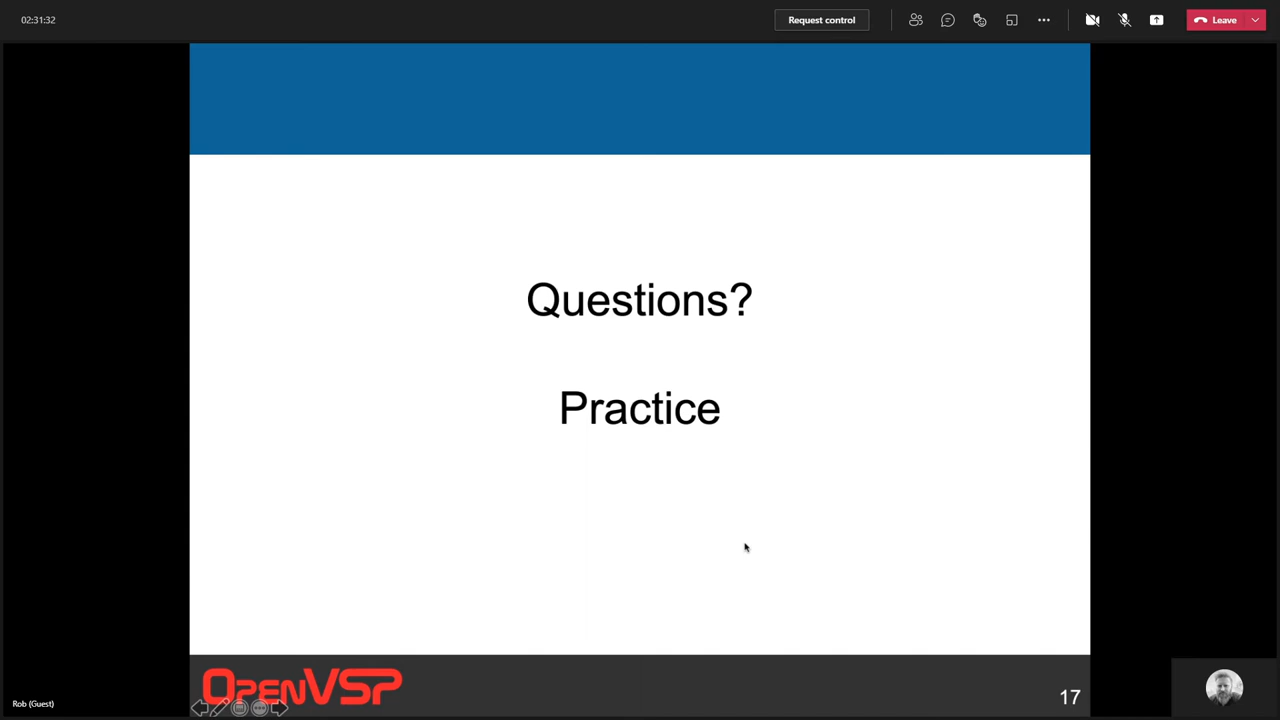 02:31:32
Request control
Leave
Questions?
Practice
OPENVSP
17
Rob (Guest)